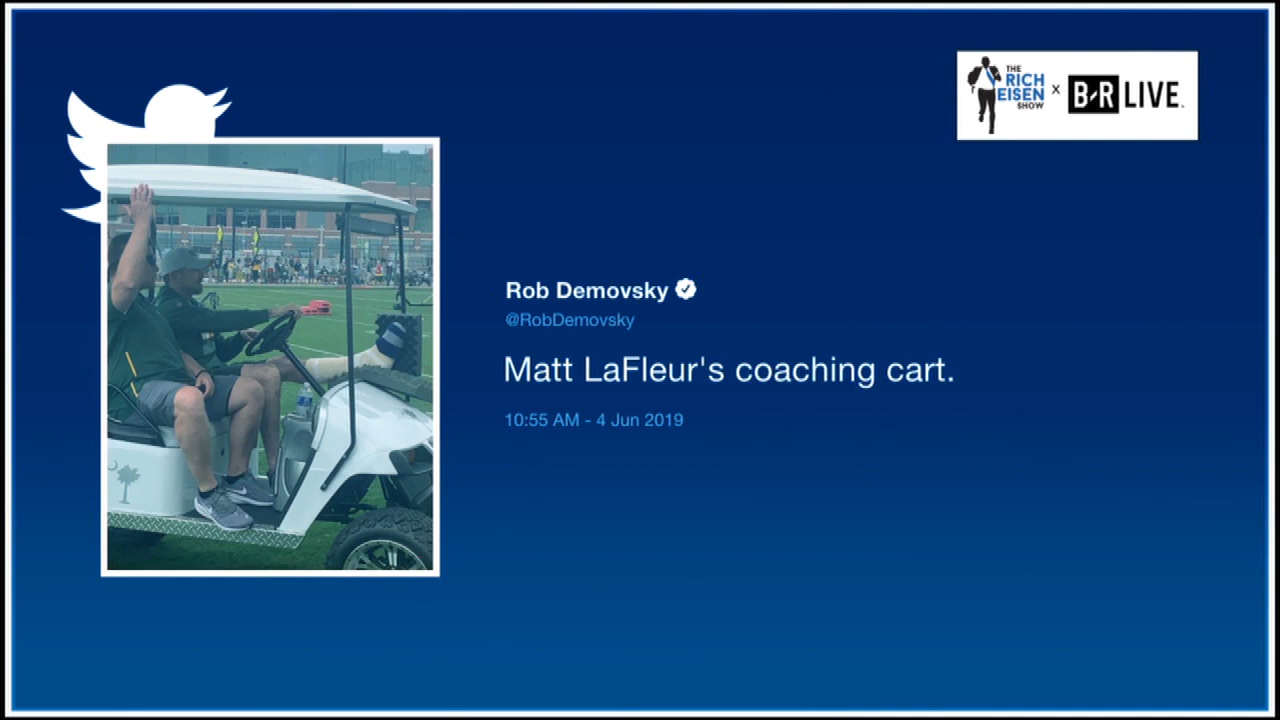 THE
RICH
EISEN
SHOW
x
B/R LIVE.
Rob Demovsky
@RobDemovsky
Matt LaFleur's coaching cart.
10:55 AM - 4 Jun 2019